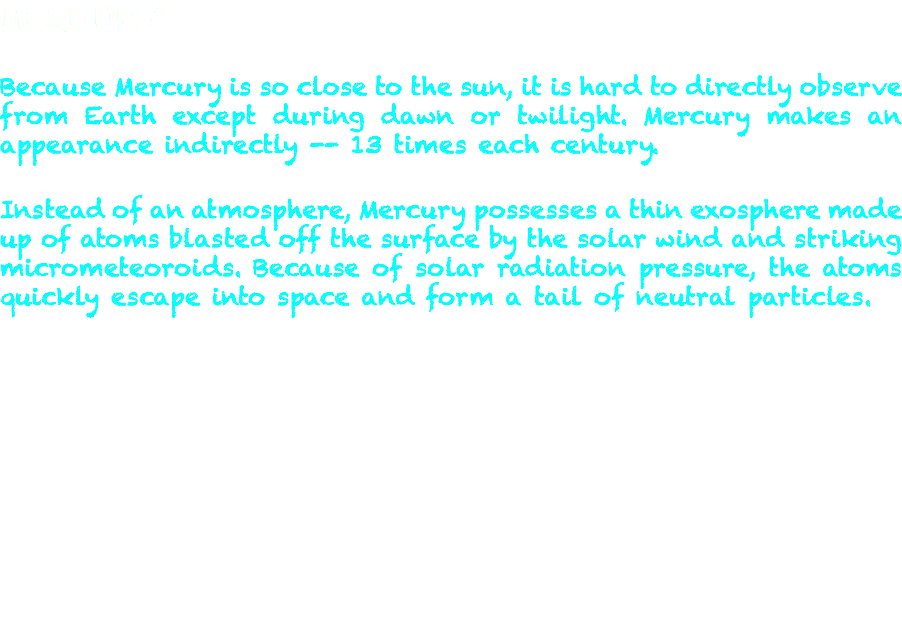 Because Mercury is so close to the sun, it is hard to directly observe
from Earth except during dawn or twilight. Mercury makes an
appearance indirectly -- 13 times each century.
Instead of an atmosphere, Mercury possesses a thin exosphere made
up of atoms blasted off the surface by the solar wind and striking
micrometeoroids. Because of solar radiation pressure, the atoms
quickly escape into space and form a tail of neutral particles.